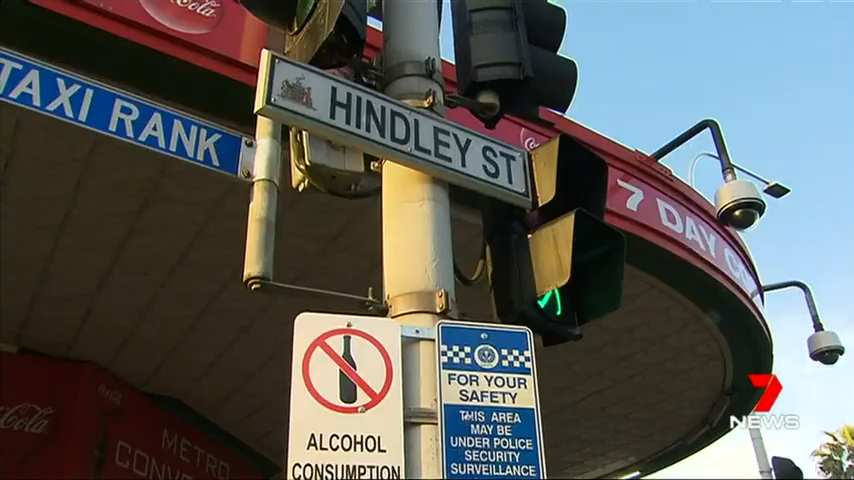 Coca-Cola
TAXI RANK
HINDLEY ST
7 DAY
ALCOHOL
CONSUMPTION
FOR YOUR
SAFETY
THIS AREA
MAY BE
UNDER POLICE
SECURITY
SURVEILLANCE
Coca-Cola
METRO
7
NEWS